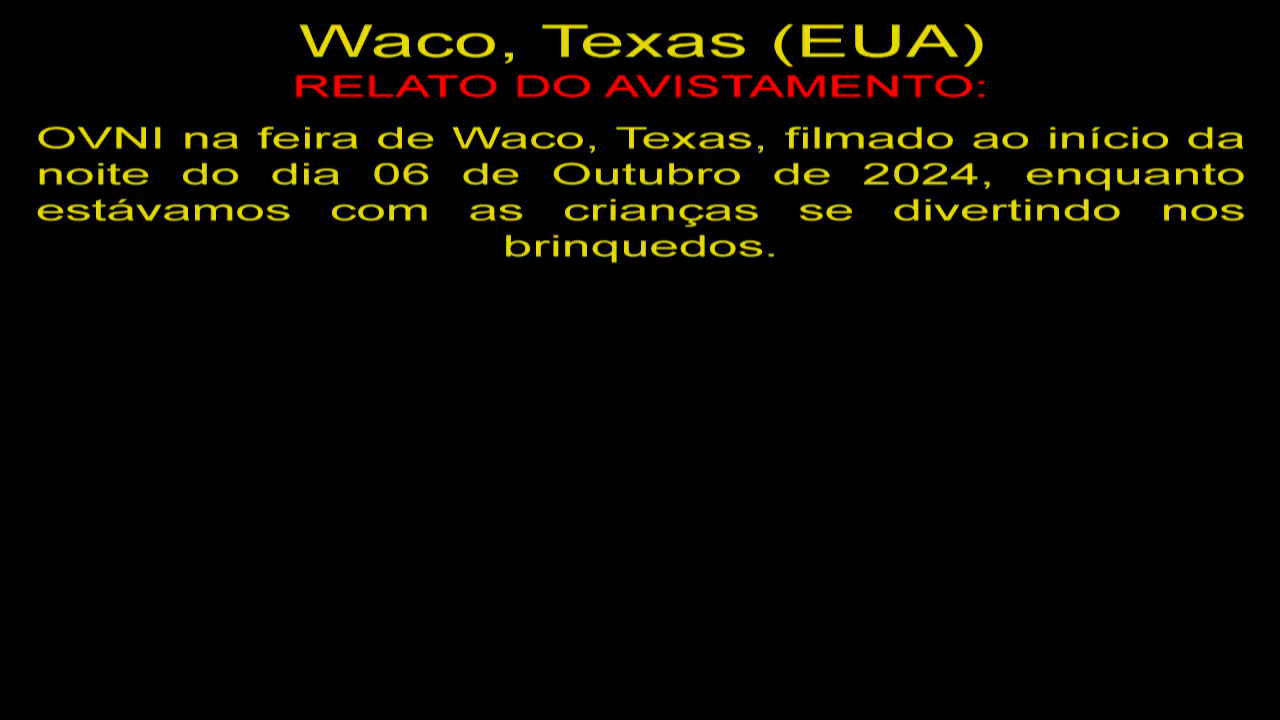 Waco, Texas (EUA)
RELATO DO AVISTAMENTO:
OVNI na feira de Waco, Texas, filmado ao início da
noite do dia 06 de Outubro de 2024, enquanto
estávamos com as crianças se divertindo nos
brinquedos.